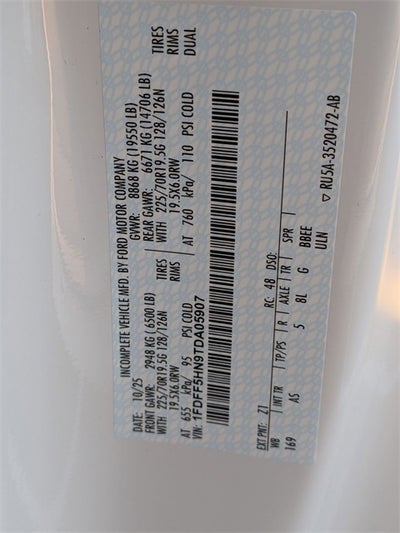 INCOMPLETE VEHICLE MFD. BY FORD MOTOR COMPANY
DATE: 10/25 GVWR: 8868 KG (19550 LB)
FRONT GAWR: 2948 KG (6500 LB) REAR GAWR: 6671 KG (14706 LB)
WITH 225/70R19.5G 128/126N TIRES WITH 225/70R19.5G 128/126N TIRES
19.5X6.0RW RIMS 19.5X6.0RW RIMS
AT 655 kPa/ 95 PSI COLD AT 760 kPa/ 110 PSI COLD DUAL
VIN: 1FDFF5HN9TDA05907
EXT PNT: Z1 RC: 48 DSO:
WB INT TR TP/PS R AXLE TR SPR
169 AS 5 8L G BBEE
ULN
RU5A-3520472-AB